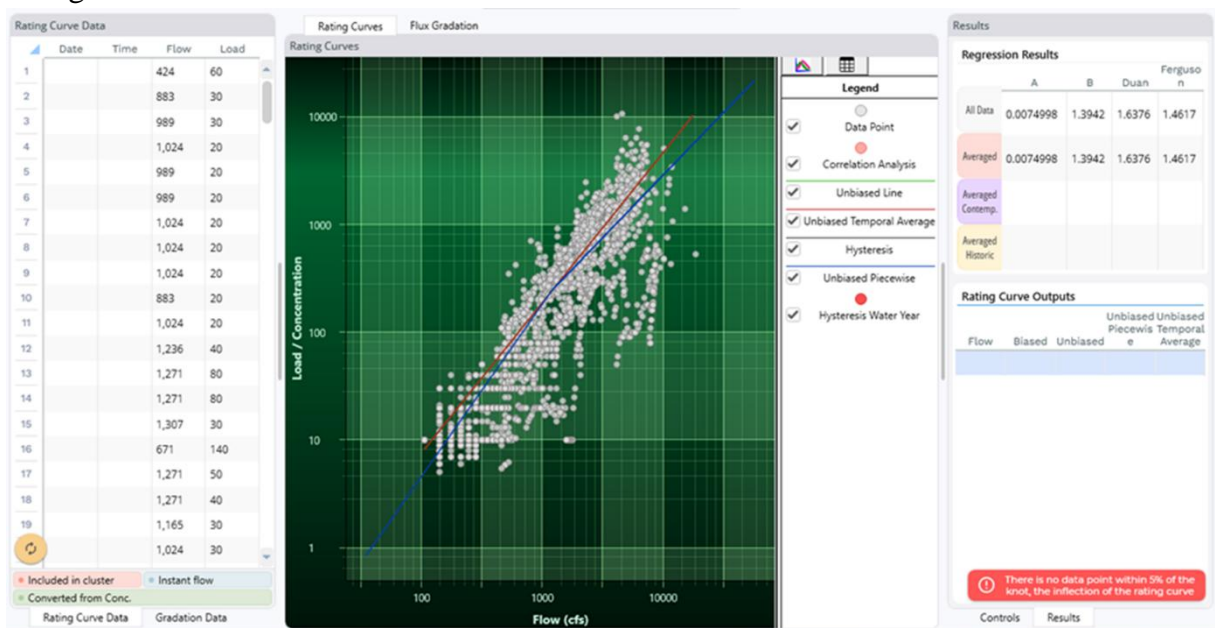 Rating Curve Data
Date Time Flow Load
1 424 60
2 883 30
3 989 30
4 1,024 20
5 989 20
6 989 20
7 1,024 20
8 1,024 20
9 1,024 20
10 883 20
11 1,024 20
12 1,236 40
13 1,271 80
14 1,271 80
15 1,307 30
16 671 140
17 1,271 50
18 1,271 40
19 1,165 30
1,024 30
Included in cluster Instant flow
Converted from Conc.
Rating Curve Data Gradation Data
Rating Curves Flux Gradation
Rating Curves
Load / Concentration
10000
1000
100
10
1
100 1000 10000
Flow (cfs)
Legend
Data Point
Correlation Analysis
Unbiased Line
Unbiased Temporal Average
Hysteresis
Unbiased Piecewise
Hysteresis Water Year
Results
Regression Results
A B Duan Ferguso
n
All Data 0.0074998 1.3942 1.6376 1.4617
Averaged 0.0074998 1.3942 1.6376 1.4617
Averaged
Contemp.
Averaged
Historic
Rating Curve Outputs
Unbiased Unbiased
Piecewis Temporal
Flow Biased Unbiased e Average
There is no data point within 5% of the
knot, the inflection of the rating curve
Controls Results